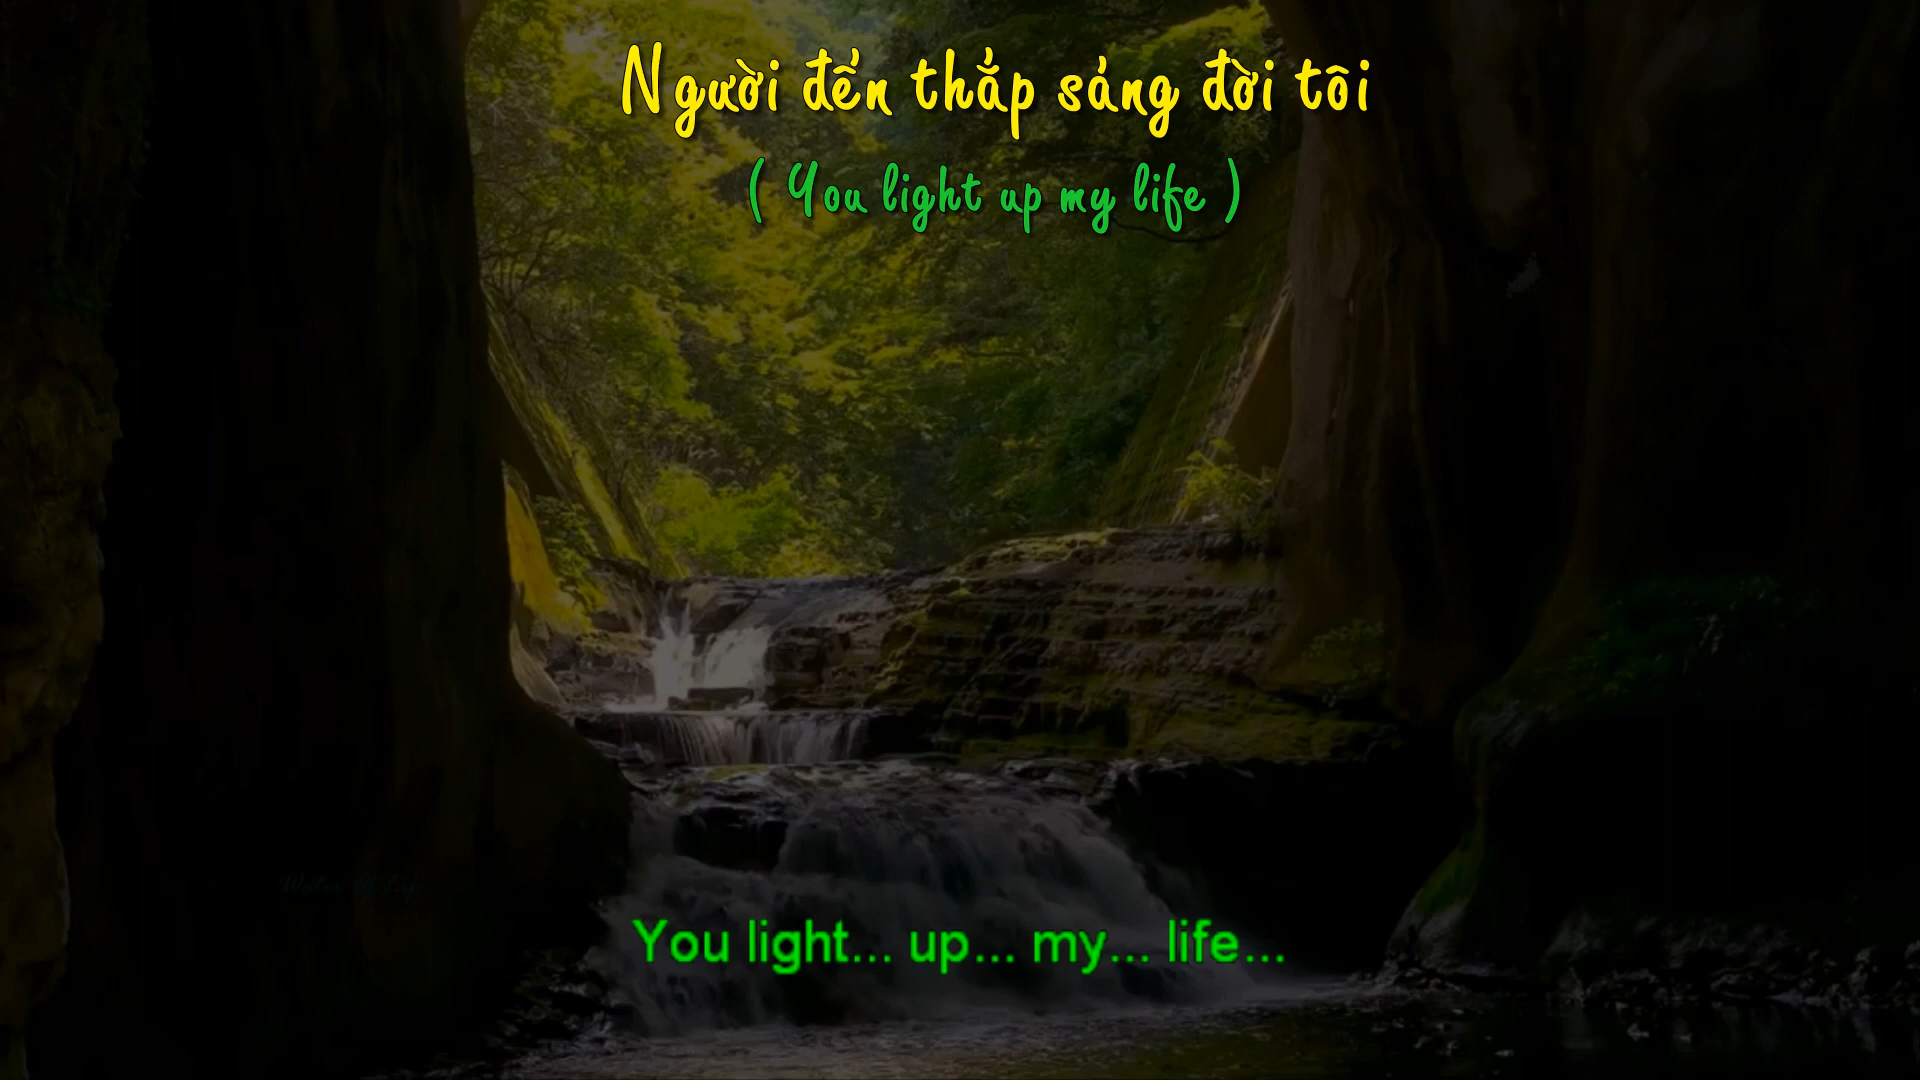 Người đến thắp sáng đời tôi
( You light up my life )
You light... up... my... life...